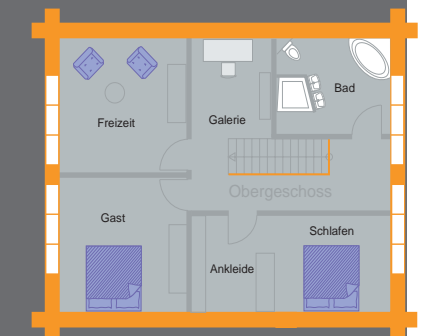 Bad
Freizeit
Galerie
Obergeschoss
Gast
Schlafen
Ankleide